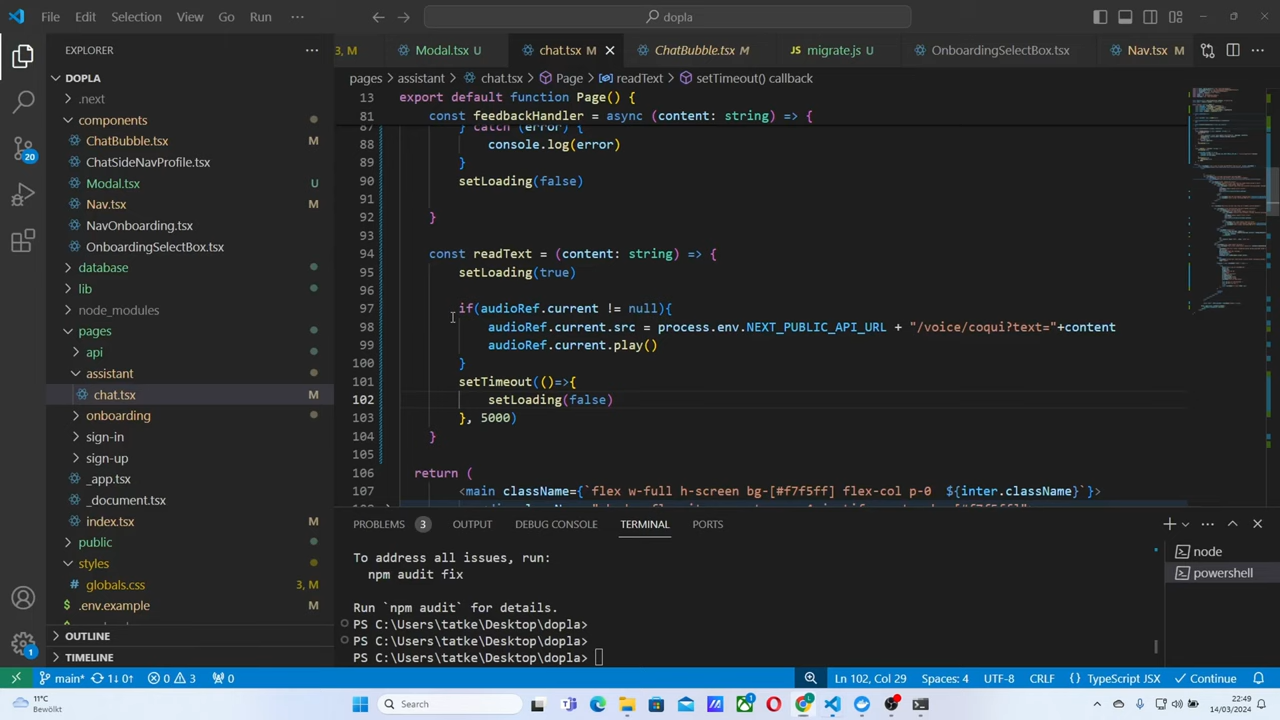 File Edit Selection View Go Run ··· dopla
EXPLORER ···
3, M Modal.tsx U chat.tsx M ChatBubble.tsx M migrate.js U OnboardingSelectBox.tsx Nav.tsx M ···
DOPLA
.next
components
ChatBubble.tsx M
ChatSideNavProfile.tsx
Modal.tsx U
Nav.tsx M
NavOnboarding.tsx
OnboardingSelectBox.tsx
database
lib
node_modules
pages
api
assistant
chat.tsx M
onboarding
sign-in
sign-up
_app.tsx
_document.tsx
index.tsx
public
styles
globals.css 3, M
.env.example M
OUTLINE
TIMELINE
20
1
pages > assistant > chat.tsx > Page > readText > setTimeout() callback
13 export default function Page() {
81 const feedbackHandler = async (content: string) => {
87 } catch (error) {
88 console.log(error)
89 }
90 setLoading(false)
91
92 }
93
94 const readText = (content: string) => {
95 setLoading(true)
96
97 if(audioRef.current != null){
98 audioRef.current.src = process.env.NEXT_PUBLIC_API_URL + "/voice/coqui?text="+content
99 audioRef.current.play()
100 }
101 setTimeout(()=>{
102 setLoading(false)
103 }, 5000)
104 }
105
106 return (
107 <main className={`flex w-full h-screen bg-[#f7f5ff] flex-col p-0 ${inter.className}`}>
PROBLEMS 3 OUTPUT DEBUG CONSOLE TERMINAL PORTS
To address all issues, run:
npm audit fix
Run `npm audit` for details.
PS C:\Users\tatke\Desktop\dopla>
PS C:\Users\tatke\Desktop\dopla>
PS C:\Users\tatke\Desktop\dopla>
node
powershell
main* 1↓ 0↑ 0 3 0 Ln 102, Col 29 Spaces: 4 UTF-8 CRLF {} TypeScript JSX Continue
11°C
Bewölkt
Search
22:49
14/03/2024